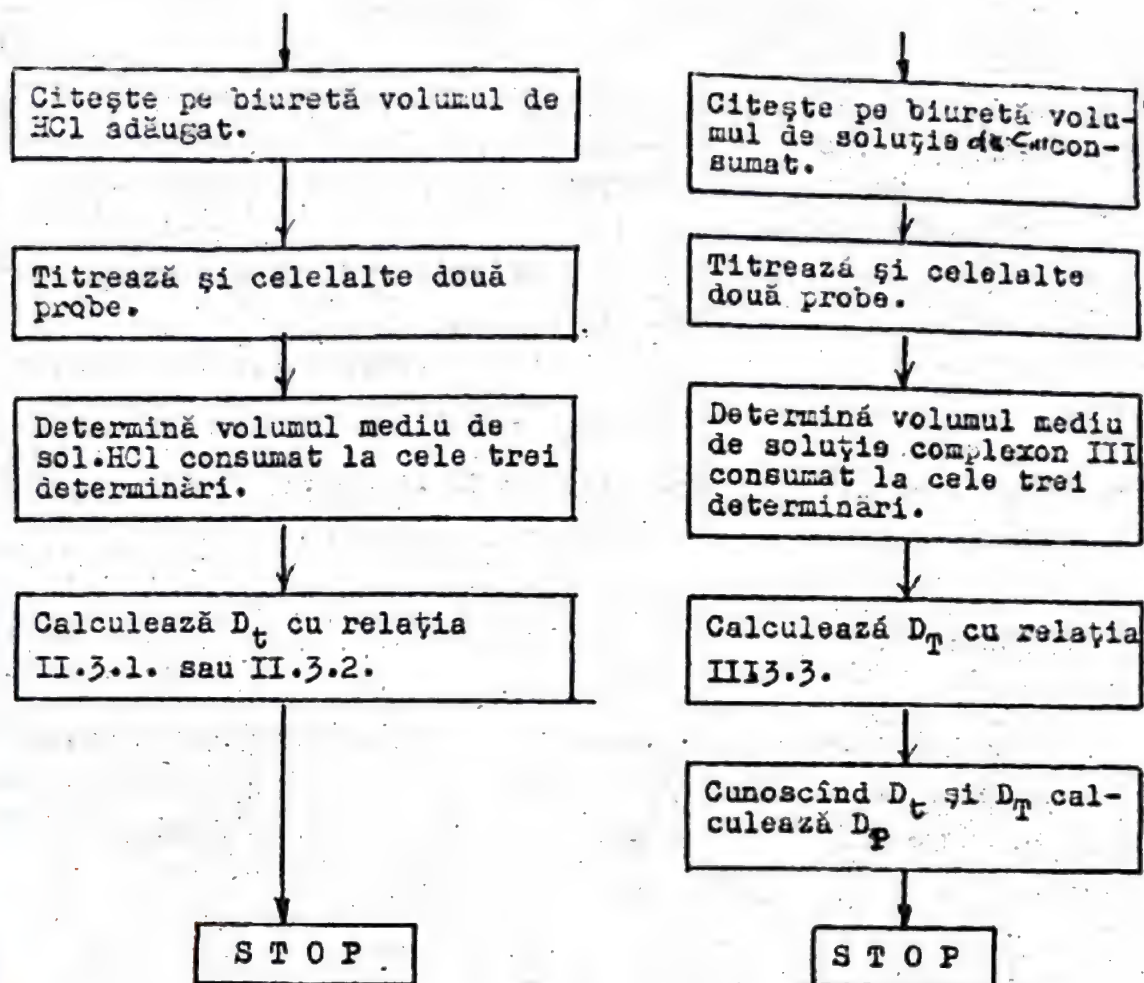 Citește pe biuretă volumul de
HCl adăugat.
Titrează și celelalte două
probe.
Determină volumul mediu de
sol.HCl consumat la cele trei
determinări.
Calculează D_t cu relația
II.3.1. sau II.3.2.
S T O P .
Citește pe biuretă volu-
mul de soluție de con-
sumat.
Titrează și celelalte
două probe.
Determină volumul mediu
de soluție complexon III
consumat la cele trei
determinări.
Calculează D_T cu relația
III3.3.
Cunoscînd D_t și D_T cal-
culează D_P
S T O P